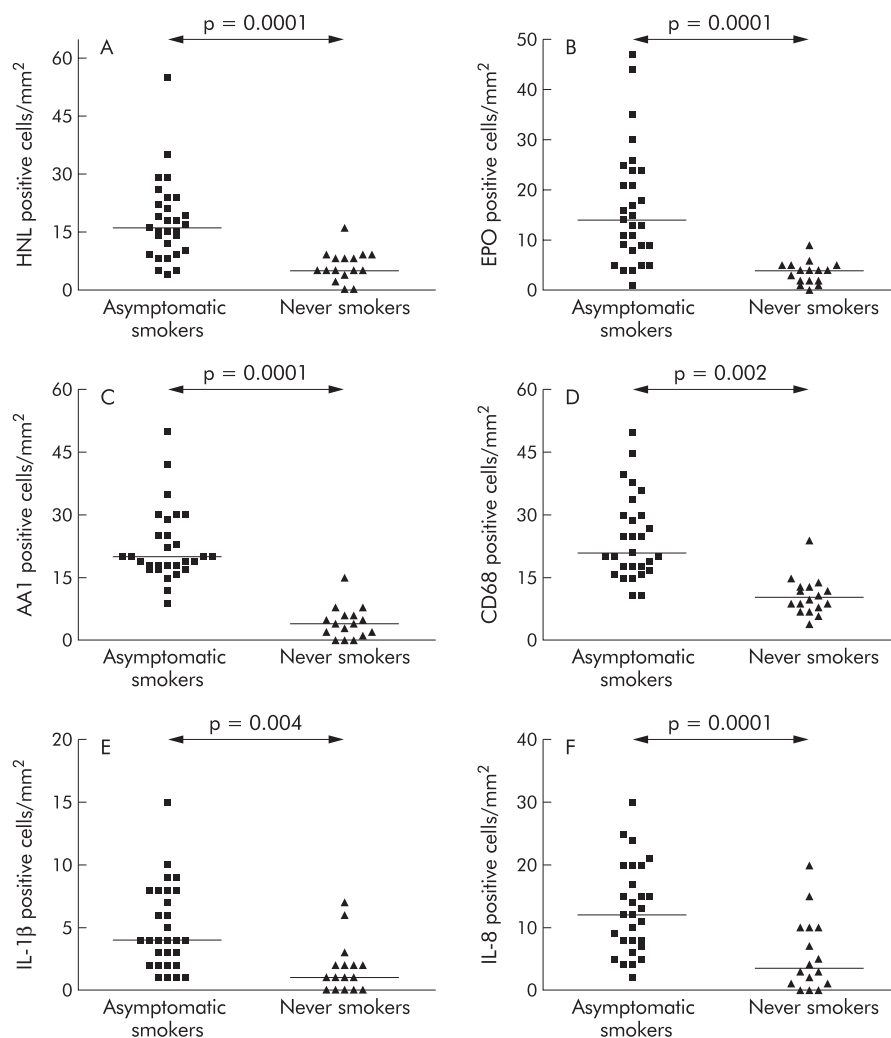 p = 0.0001
A
HNL positive cells/mm²
60
45
30
15
0
Asymptomatic
smokers
Never smokers
p = 0.0001
B
EPO positive cells/mm²
50
40
30
20
10
0
Asymptomatic
smokers
Never smokers
p = 0.0001
C
AA1 positive cells/mm²
60
45
30
15
0
Asymptomatic
smokers
Never smokers
p = 0.002
D
CD68 positive cells/mm²
60
45
30
15
0
Asymptomatic
smokers
Never smokers
p = 0.004
E
IL-1β positive cells/mm²
20
15
10
5
0
Asymptomatic
smokers
Never smokers
p = 0.0001
F
IL-8 positive cells/mm²
40
30
20
10
0
Asymptomatic
smokers
Never smokers